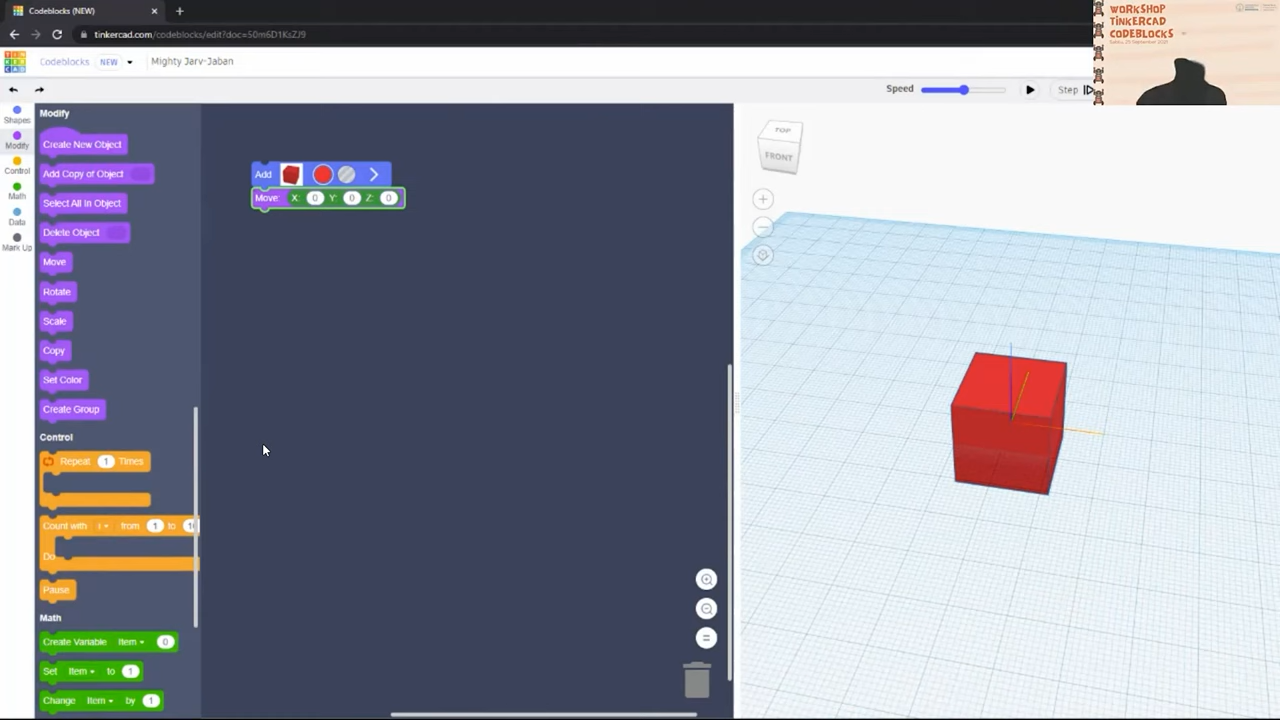 Codeblocks (NEW)
tinkercad.com/codeblocks/edit?doc=50m6D1KsZJ9
WORKSHOP
TINKERCAD
CODEBLOCKS
TIN
KER
CAD
Codeblocks NEW
Mighty Jarv-Jaban
Speed
Step
Shapes
Modify
Control
Math
Data
Mark Up
Modify
Create New Object
Add Copy of Object
Select All In Object
Delete Object
Move
Rotate
Scale
Copy
Set Color
Create Group
Control
Repeat 1 Times
Count with i from 1 to
Do
Pause
Math
Create Variable Item 0
Set Item to 1
Change Item by 1
Add
Move: X: 0 Y: 0 Z: 0
TOP
FRONT